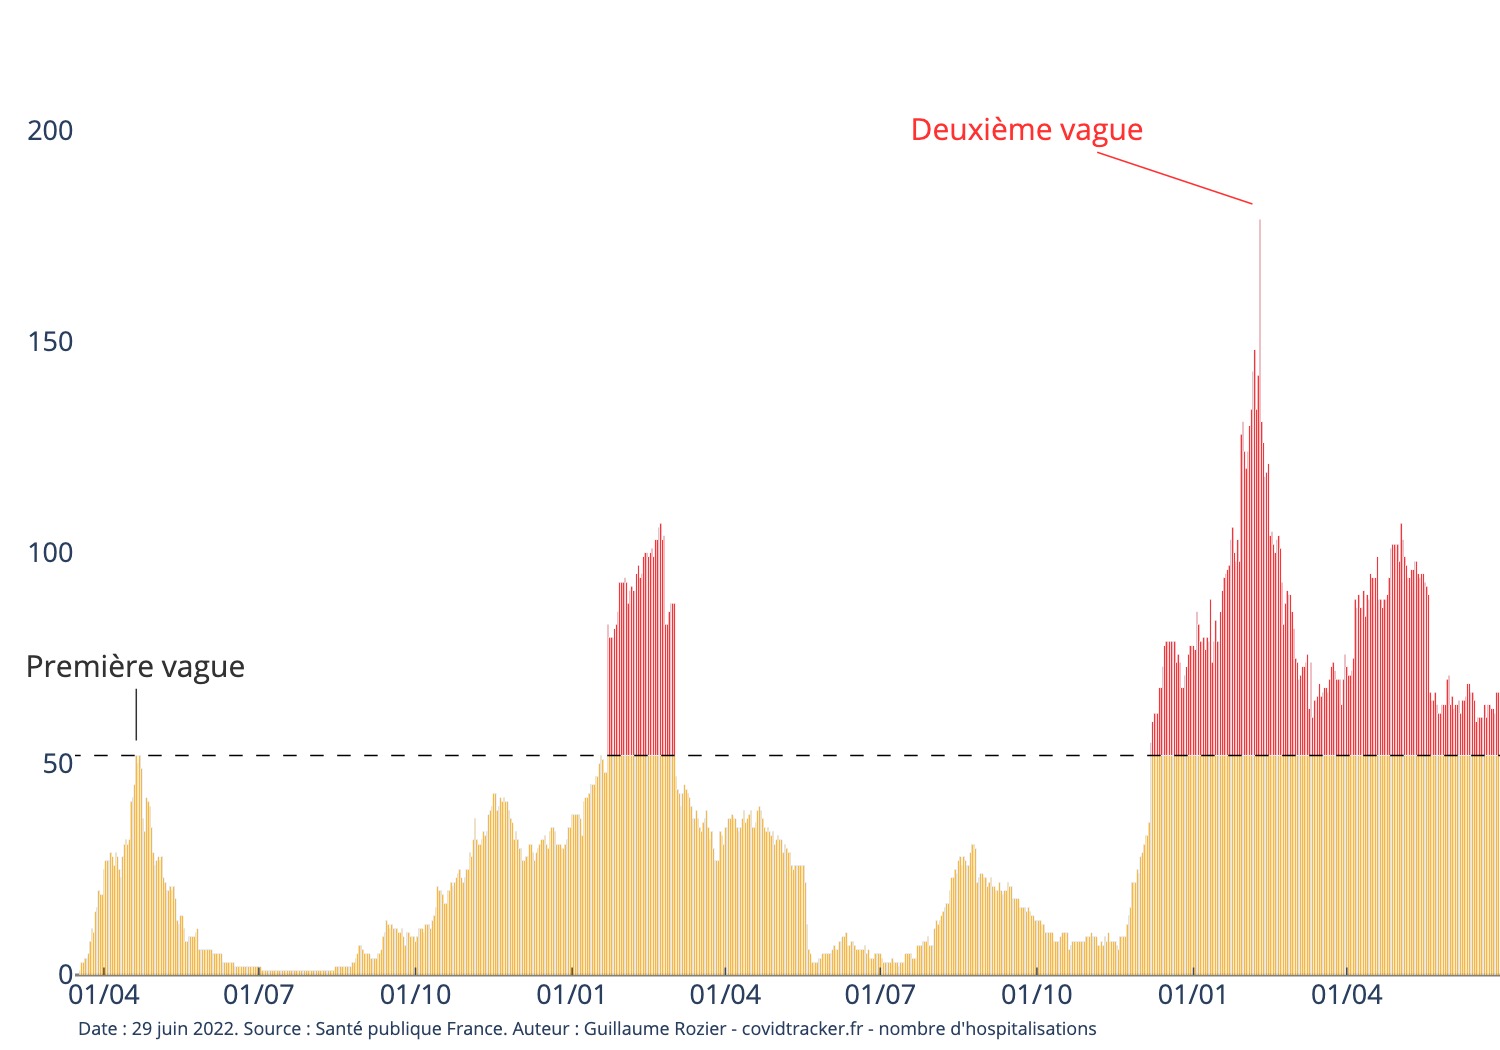 200
Deuxième vague
150
100
Première vague
50
0
01/04 01/07 01/10 01/01 01/04 01/07 01/10 01/01 01/04
Date : 29 juin 2022. Source : Santé publique France. Auteur : Guillaume Rozier - covidtracker.fr - nombre d'hospitalisations